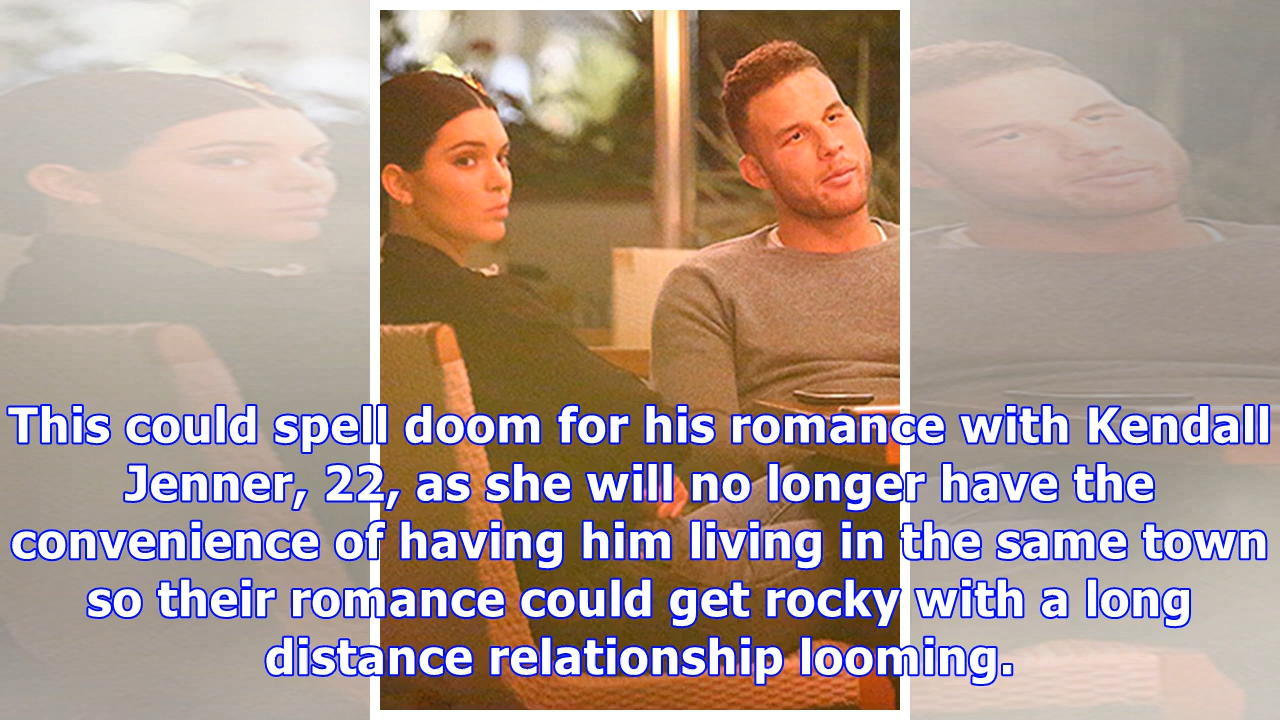 This could spell doom for his romance with Kendall
Jenner, 22, as she will no longer have the
convenience of having him living in the same town
so their romance could get rocky with a long
distance relationship looming.